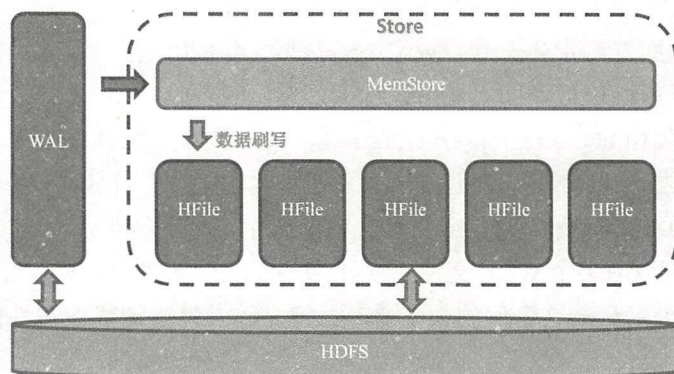 Store
MemStore
WAL
数据刷写
HFile HFile HFile HFile HFile
HDFS